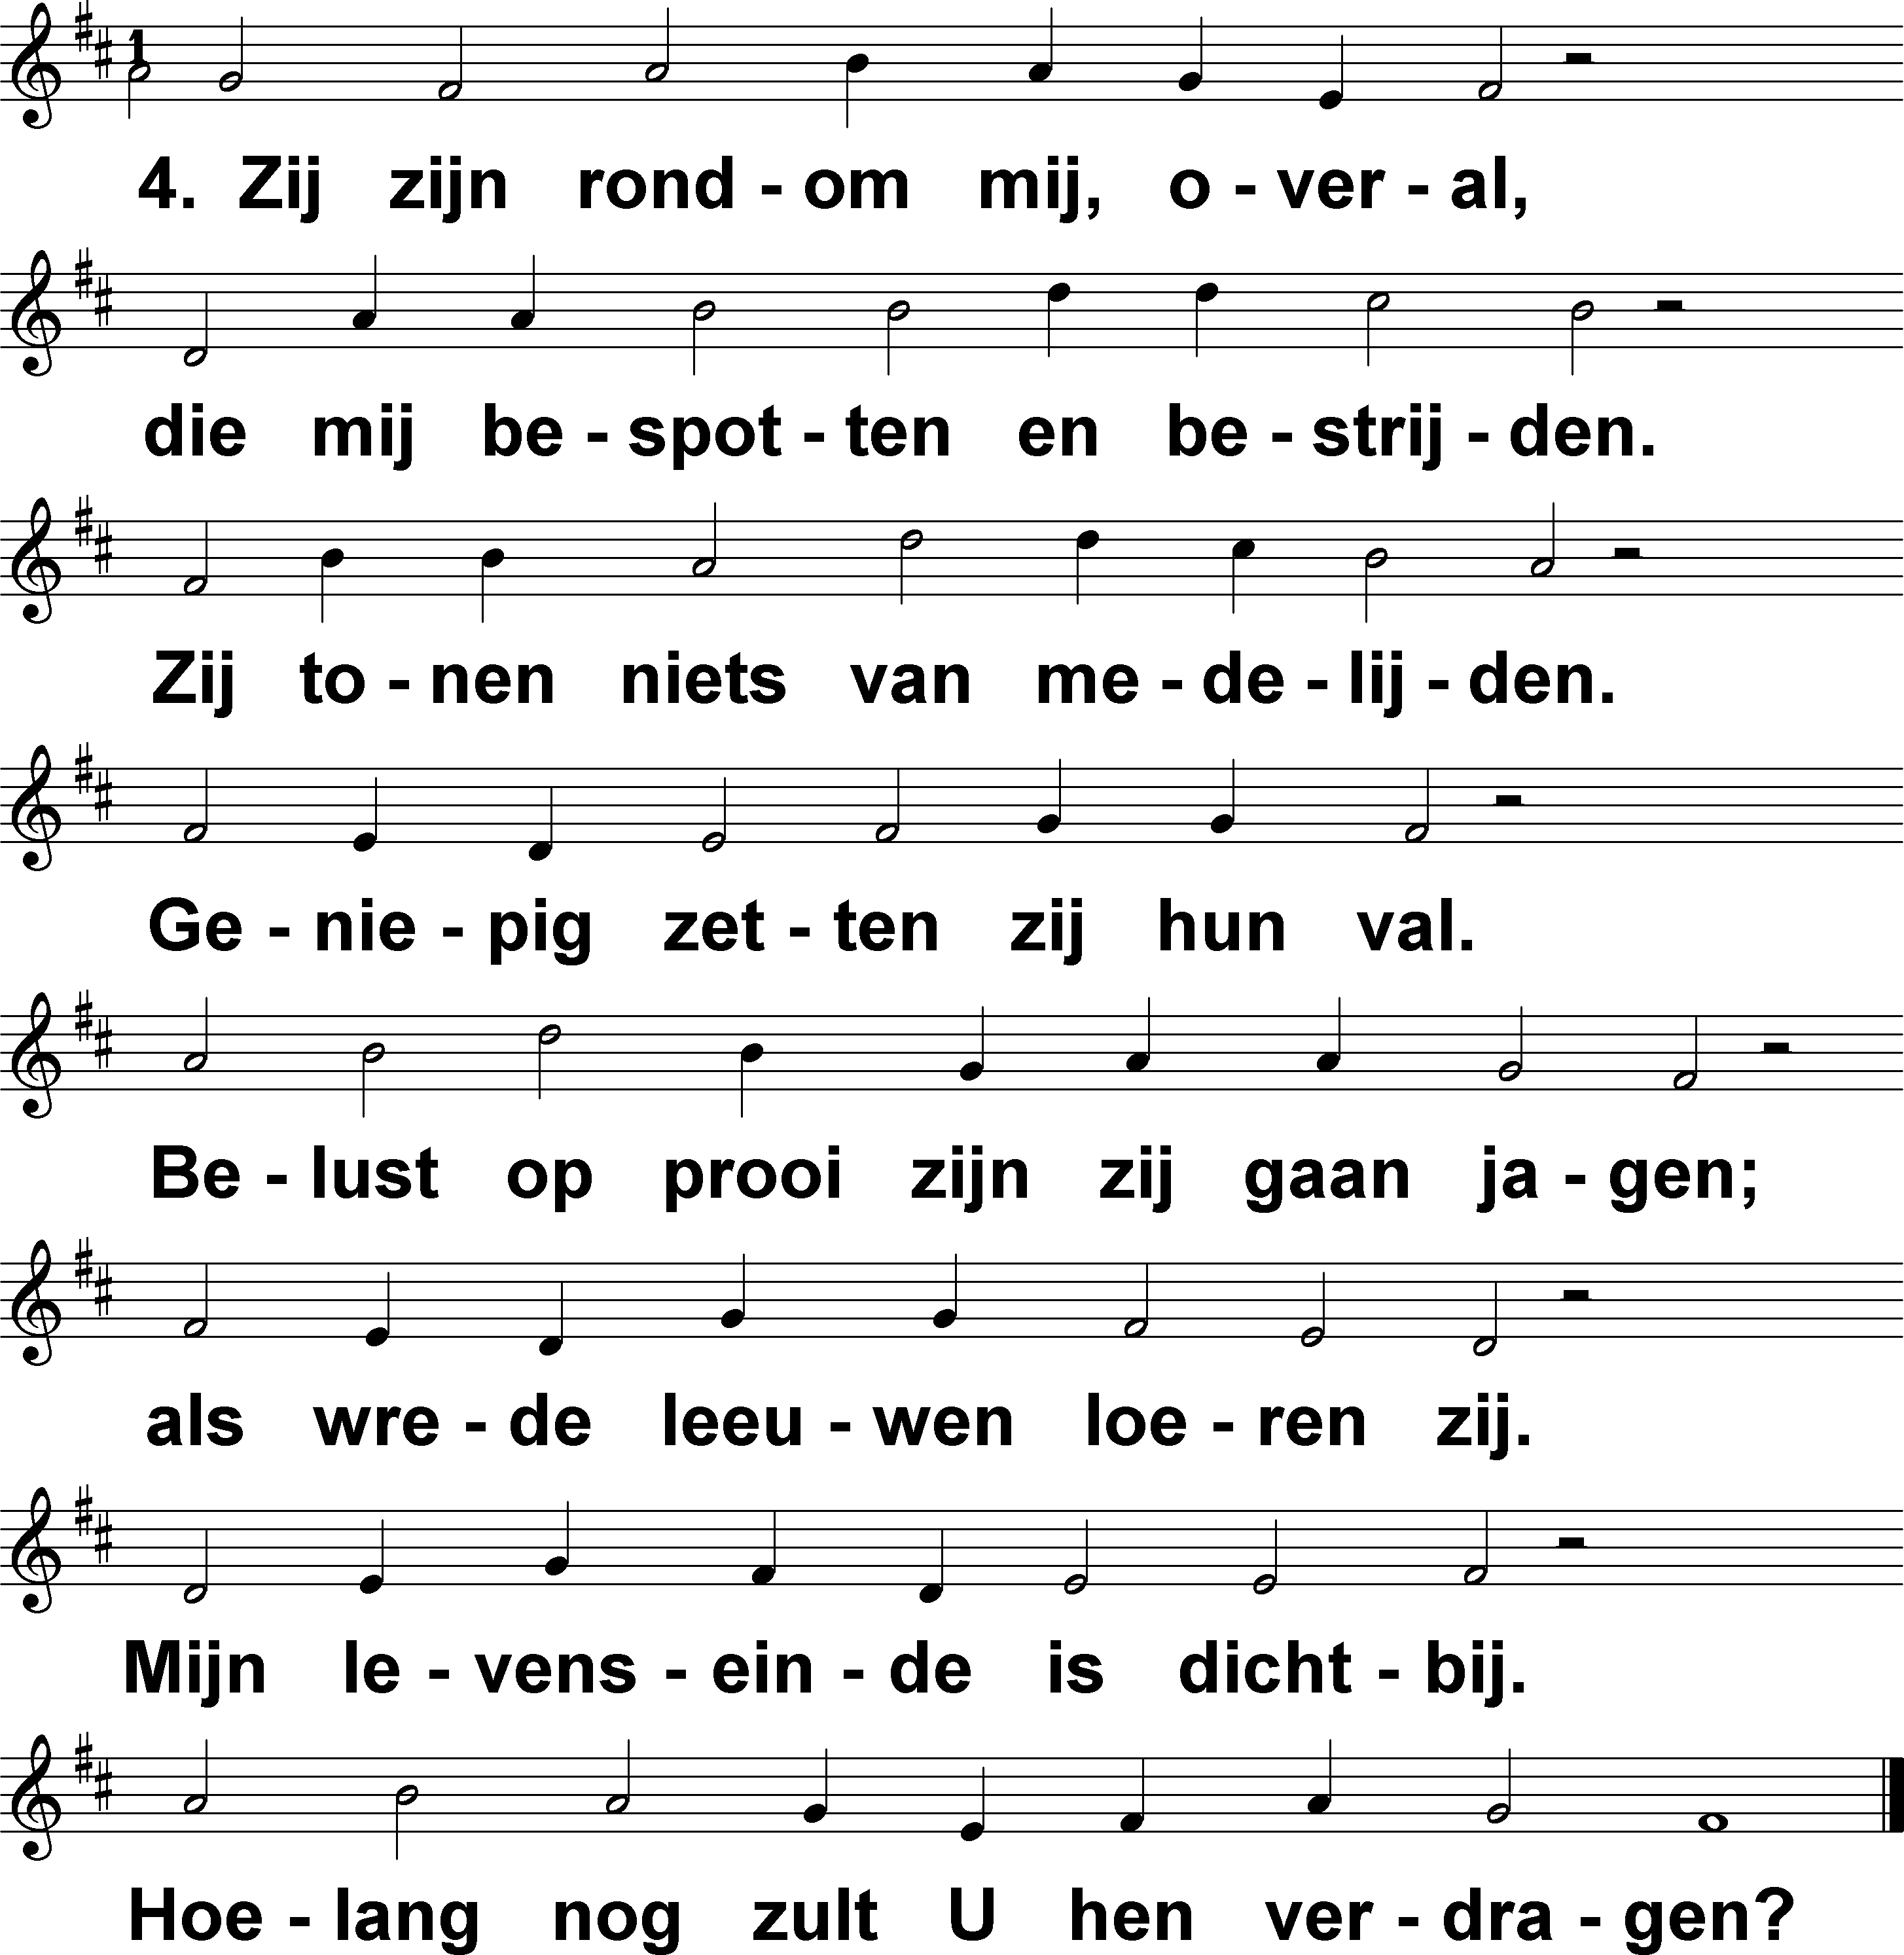 1
4. Zij zijn rond - om mij, o - ver - al,
die mij be - spot - ten en be - strij - den.
Zij to - nen niets van me - de - lij - den.
Ge - nie - pig zet - ten zij hun val.
Be - lust op prooi zijn zij gaan ja - gen;
als wre - de leeu - wen loe - ren zij.
Mijn le - vens - ein - de is dicht - bij.
Hoe - lang nog zult U hen ver - dra - gen?